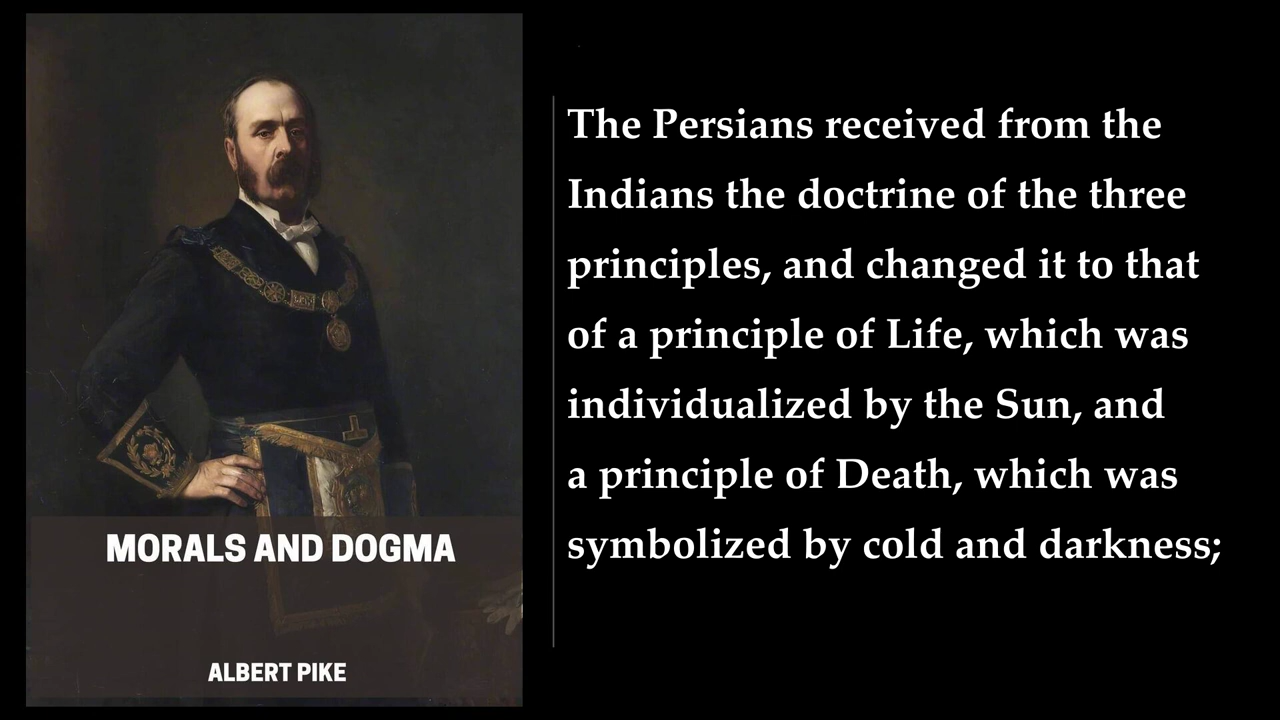 MORALS AND DOGMA
ALBERT PIKE
The Persians received from the
Indians the doctrine of the three
principles, and changed it to that
of a principle of Life, which was
individualized by the Sun, and
a principle of Death, which was
symbolized by cold and darkness;